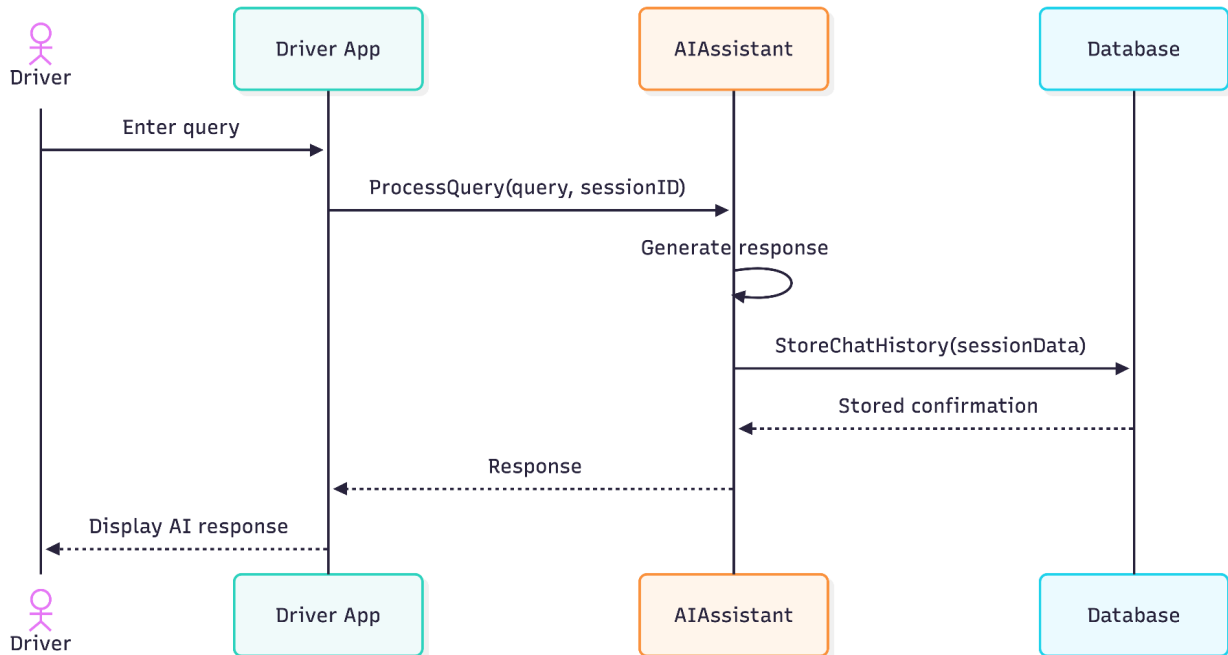 Driver
Driver App
AIAssistant
Database
Enter query
ProcessQuery(query, sessionID)
Generate response
StoreChatHistory(sessionData)
Stored confirmation
Response
Display AI response
Driver
Driver App
AIAssistant
Database